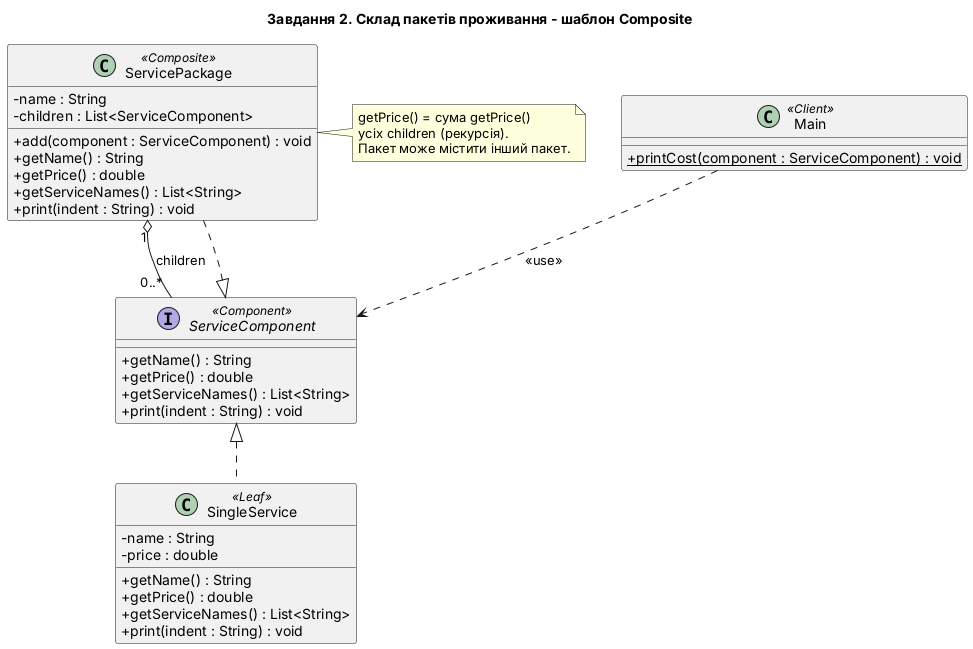 Завдання 2. Склад пакетів проживання - шаблон Composite
«Composite»
C ServicePackage
-name : String
-children : List<ServiceComponent>
+add(component : ServiceComponent) : void
+getName() : String
+getPrice() : double
+getServiceNames() : List<String>
+print(indent : String) : void
getPrice() = сума getPrice()
усіх children (рекурсія).
Пакет може містити інший пакет.
«Client»
C Main
+printCost(component : ServiceComponent) : void
1
children
0..*
«use»
«Component»
I ServiceComponent
+getName() : String
+getPrice() : double
+getServiceNames() : List<String>
+print(indent : String) : void
«Leaf»
C SingleService
-name : String
-price : double
+getName() : String
+getPrice() : double
+getServiceNames() : List<String>
+print(indent : String) : void